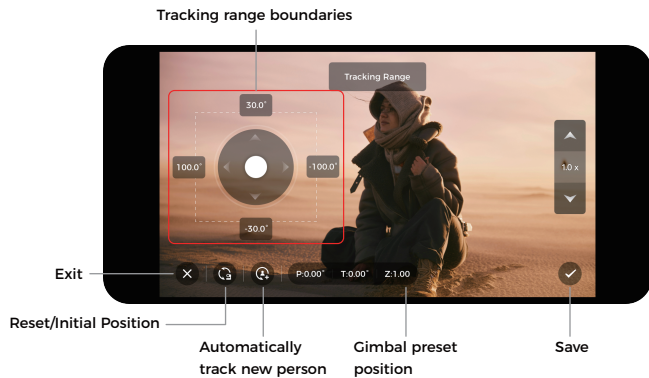 Tracking range boundaries
Tracking Range
30.0°
100.0°
-100.0°
1.0 x
-30.0°
Exit
P:0.00° T:0.00° Z:1.00
Reset/Initial Position
Automatically
track new person
Gimbal preset
position
Save